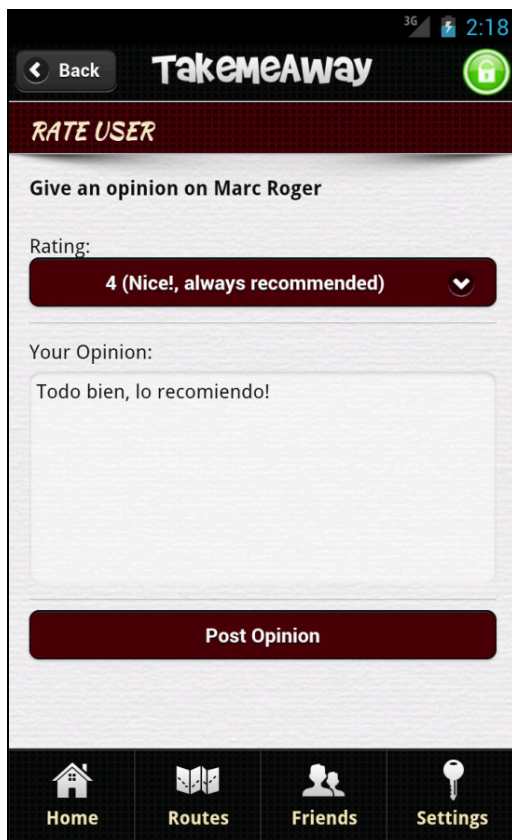 3G 2:18
Back TakemeAway
RATE USER
Give an opinion on Marc Roger
Rating:
4 (Nice!, always recommended)
Your Opinion:
Todo bien, lo recomiendo!
Post Opinion
Home Routes Friends Settings